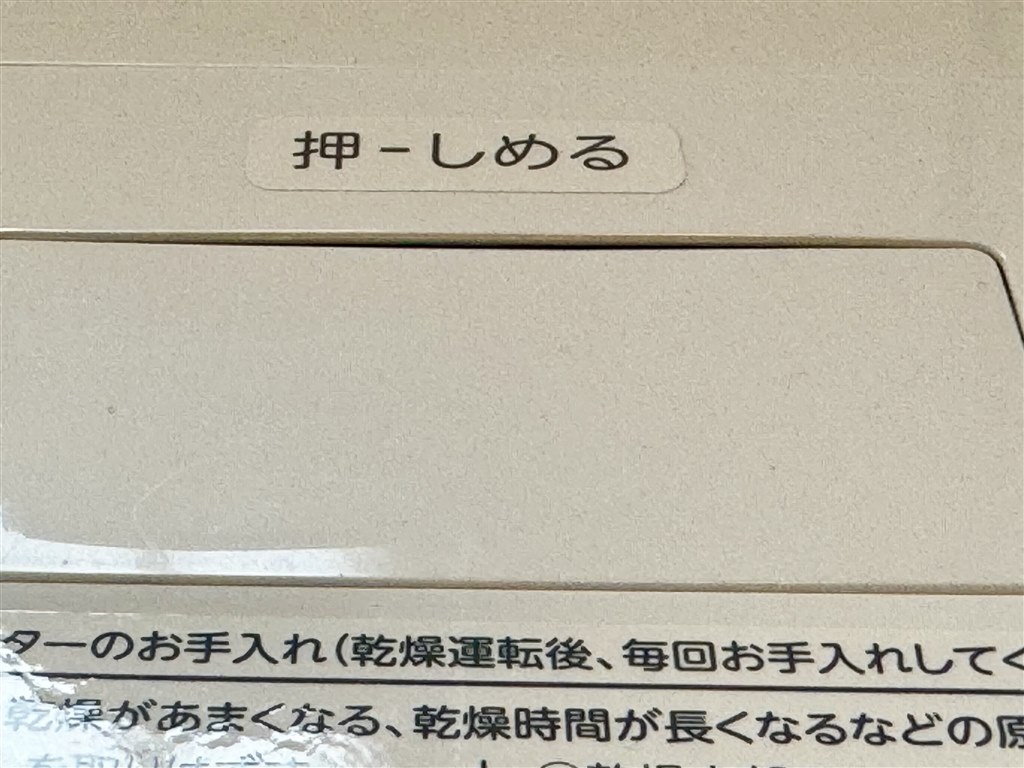 押-しめる
ターのお手入れ(乾燥運転後、毎回お手入れしてく
乾燥があまくなる、乾燥時間が長くなるなどの原